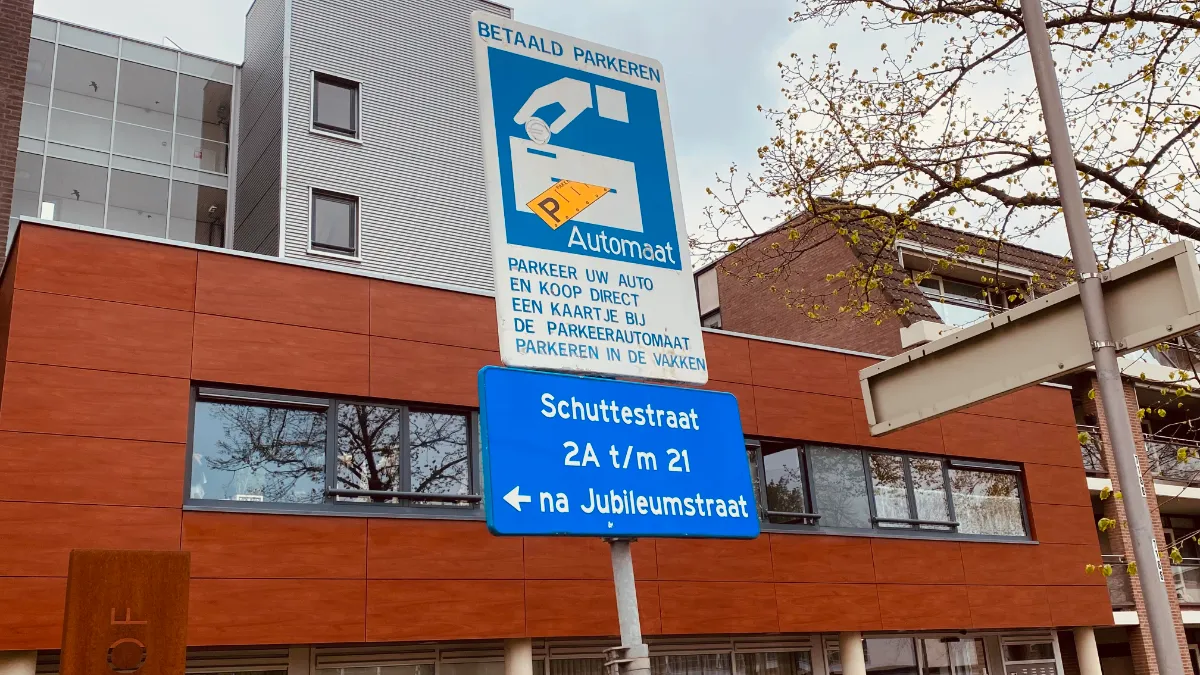 BETAALD PARKEREN
P
Automaat
PARKEER UW AUTO
EN KOOP DIRECT
EEN KAARTJE BIJ
DE PARKEERAUTOMAAT
PARKEREN IN DE VAKKEN
Schuttestraat
2A t/m 21
← na Jubileumstraat
OF